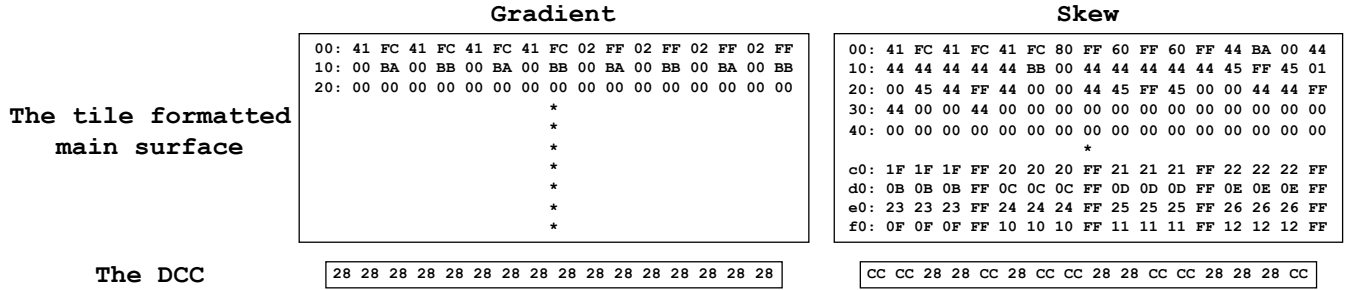 Gradient
00: 41 FC 41 FC 41 FC 41 FC 02 FF 02 FF 02 FF 02 FF
10: 00 BA 00 BB 00 BA 00 BB 00 BA 00 BB 00 BA 00 BB
20: 00 00 00 00 00 00 00 00 00 00 00 00 00 00 00 00
*
*
*
*
*
*
*
Skew
00: 41 FC 41 FC 41 FC 80 FF 60 FF 60 FF 44 BA 00 44
10: 44 44 44 44 44 BB 00 44 44 44 44 44 45 FF 45 01
20: 00 45 44 FF 44 00 00 44 45 FF 45 00 00 44 44 FF
30: 44 00 00 44 00 00 00 00 00 00 00 00 00 00 00 00
40: 00 00 00 00 00 00 00 00 00 00 00 00 00 00 00 00
*
c0: 1F 1F 1F FF 20 20 20 FF 21 21 21 FF 22 22 22 FF
d0: 0B 0B 0B FF 0C 0C 0C FF 0D 0D 0D FF 0E 0E 0E FF
e0: 23 23 23 FF 24 24 24 FF 25 25 25 FF 26 26 26 FF
f0: 0F 0F 0F FF 10 10 10 FF 11 11 11 FF 12 12 12 FF
The tile formatted
main surface
The DCC
28 28 28 28 28 28 28 28 28 28 28 28 28 28 28 28
CC CC 28 28 CC 28 CC CC 28 28 CC CC 28 28 28 CC